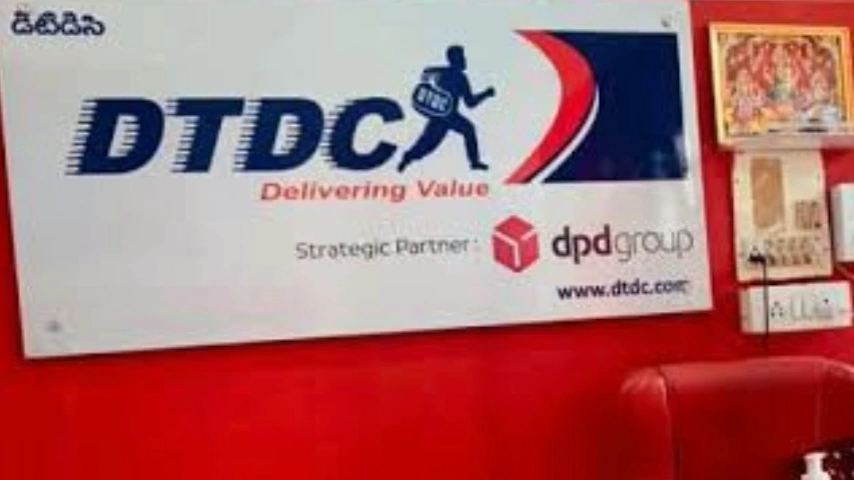 డిటిడిసి
DTDC
DTDC
Delivering Value
Strategic Partner : dpdgroup
www.dtdc.com